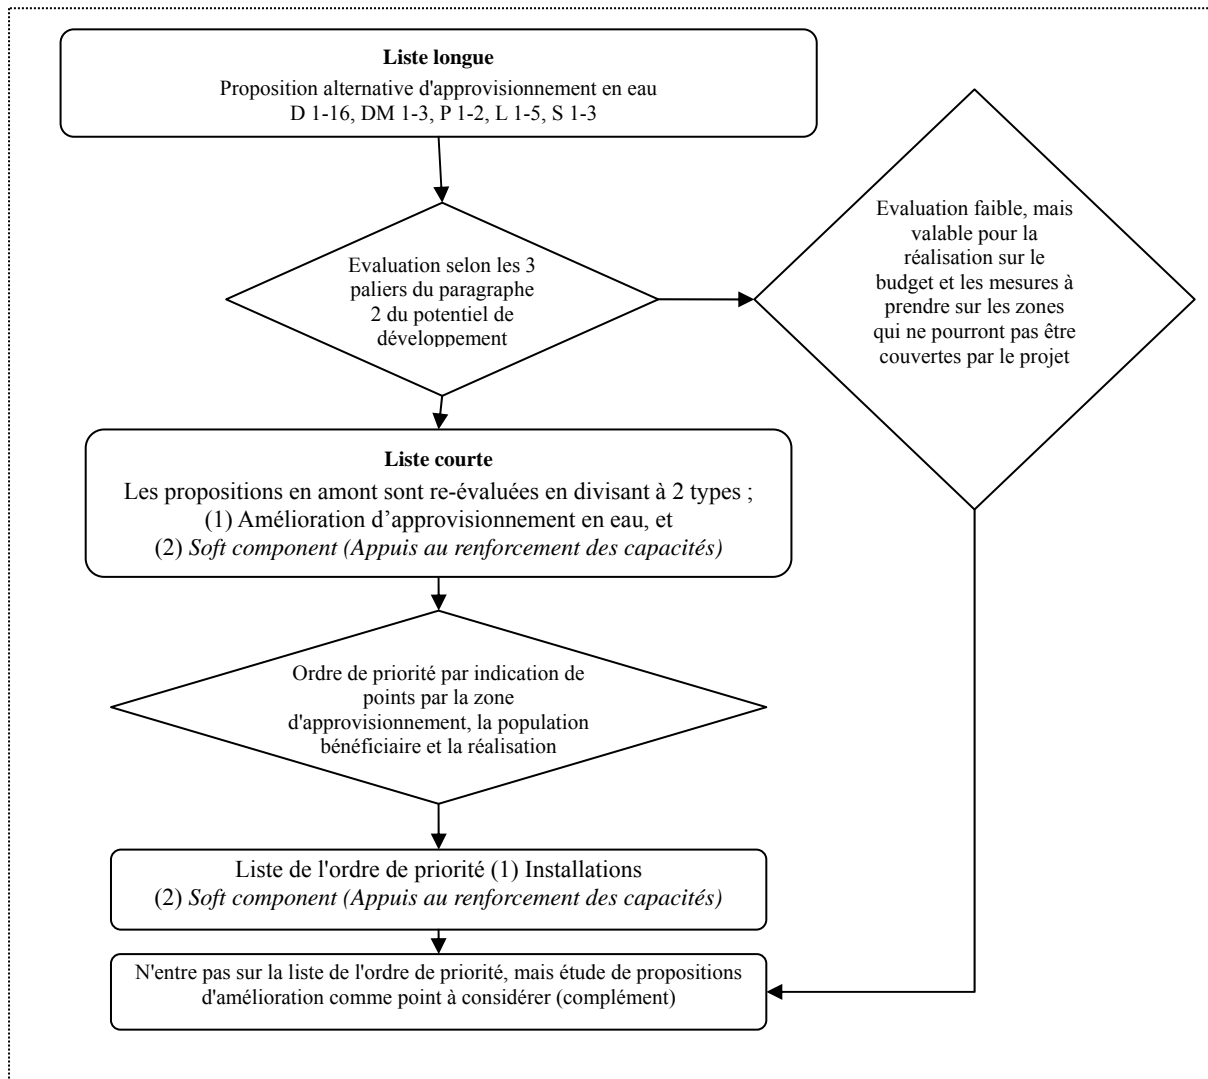 Liste longue
Proposition alternative d'approvisionnement en eau
D 1-16, DM 1-3, P 1-2, L 1-5, S 1-3
Evaluation selon les 3
paliers du paragraphe
2 du potentiel de
développement
Evaluation faible, mais
valable pour la
réalisation sur le
budget et les mesures à
prendre sur les zones
qui ne pourront pas être
couvertes par le projet
Liste courte
Les propositions en amont sont re-évaluées en divisant à 2 types ;
(1) Amélioration d’approvisionnement en eau, et
(2) Soft component (Appuis au renforcement des capacités)
Ordre de priorité par indication de
points par la zone
d'approvisionnement, la population
bénéficiaire et la réalisation
Liste de l'ordre de priorité (1) Installations
(2) Soft component (Appuis au renforcement des capacités)
N'entre pas sur la liste de l'ordre de priorité, mais étude de propositions
d'amélioration comme point à considérer (complément)